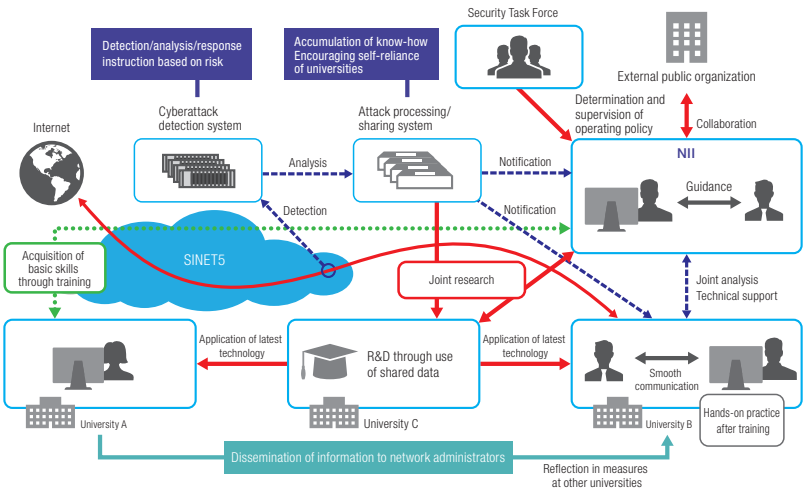 Security Task Force
Detection/analysis/response
instruction based on risk
Accumulation of know-how
Encouraging self-reliance
of universities
External public organization
Internet
Cyberattack
detection system
Attack processing/
sharing system
Determination and
supervision of
operating policy
Collaboration
NII
Analysis
Notification
Guidance
Detection
Notification
Acquisition of
basic skills
through training
SINET5
Joint research
Joint analysis
Technical support
Application of latest
technology
R&D through use
of shared data
Application of latest
technology
Smooth
communication
University A
University C
University B
Hands-on practice
after training
Dissemination of information to network administrators
Reflection in measures
at other universities